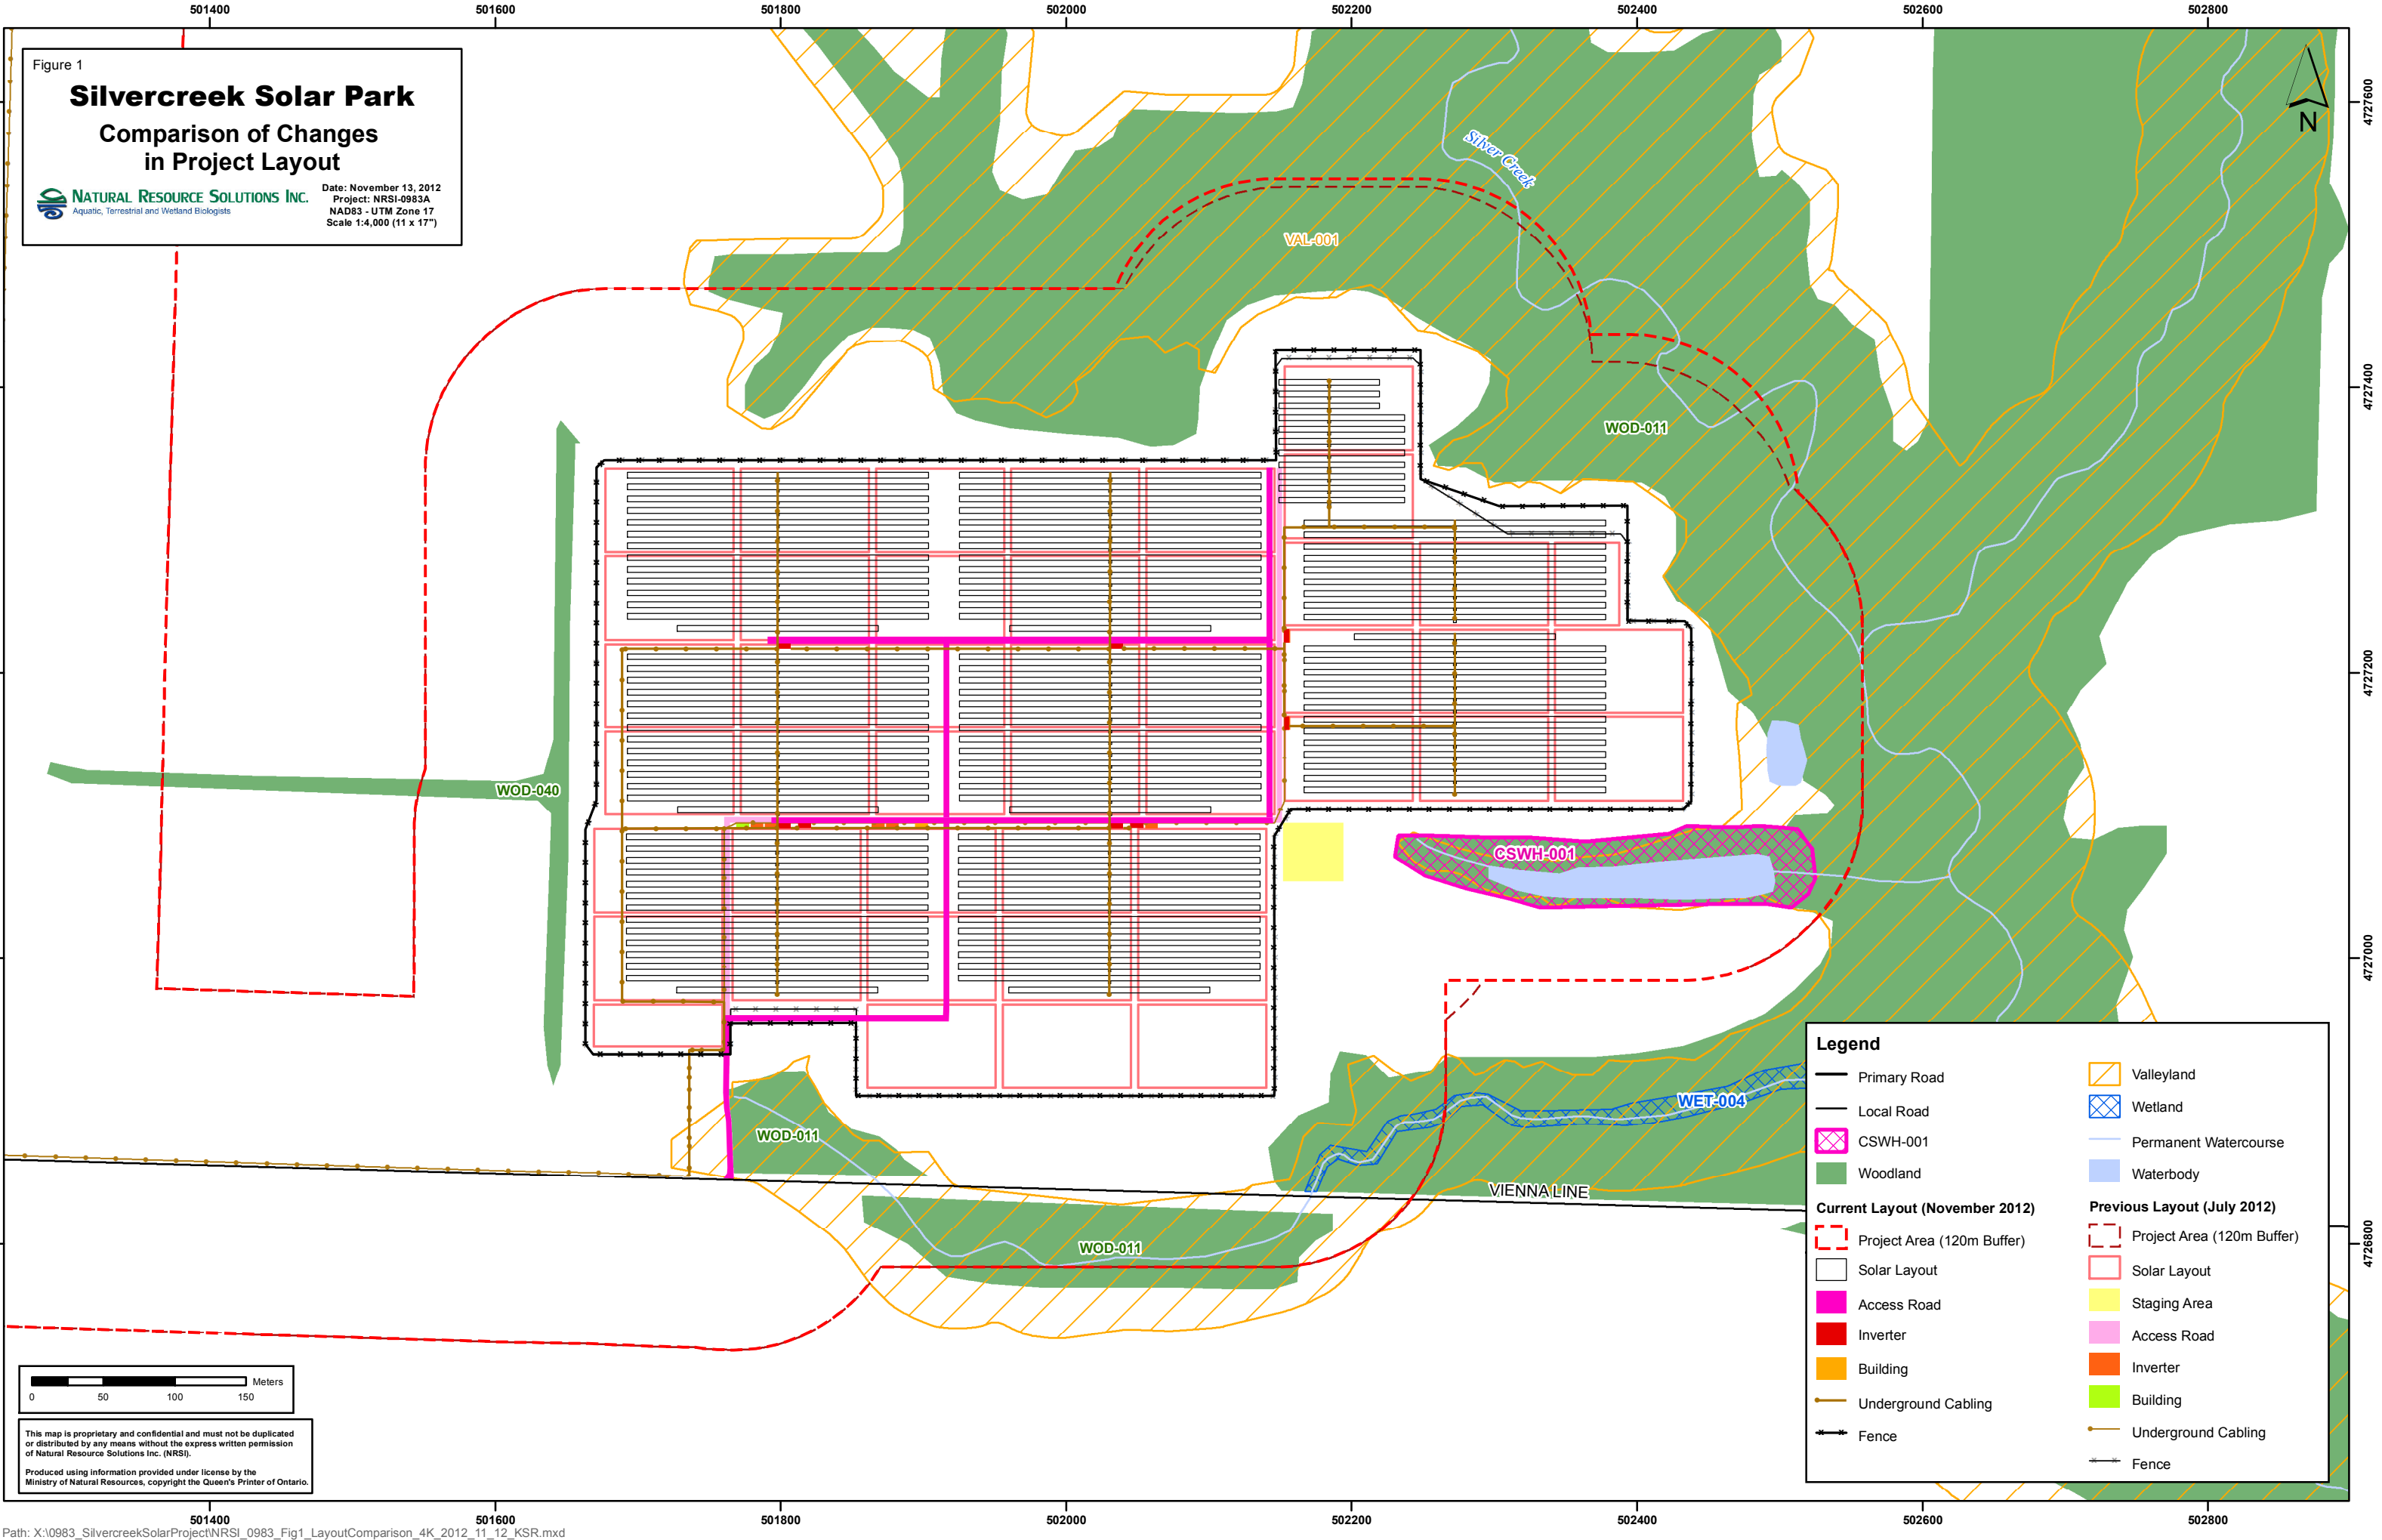 501400 501600 501800 502000 502200 502400 502600 502800
Figure 1
Silvercreek Solar Park
Comparison of Changes
in Project Layout
NATURAL RESOURCE SOLUTIONS INC.
Aquatic, Terrestrial and Wetland Biologists
Date: November 13, 2012
Project: NRSI-0983A
NAD83 - UTM Zone 17
Scale 1:4,000 (11 x 17")
N
4727600
4727400
4727200
4727000
4726800
Silver Creek
VAL-001
WOD-011
WOD-040
CSWH-001
WET-004
WOD-011
VIENNA LINE
WOD-011
Legend
Primary Road
Local Road
CSWH-001
Woodland
Valleyland
Wetland
Permanent Watercourse
Waterbody
Current Layout (November 2012)
Project Area (120m Buffer)
Solar Layout
Access Road
Inverter
Building
Underground Cabling
Fence
Previous Layout (July 2012)
Project Area (120m Buffer)
Solar Layout
Staging Area
Access Road
Inverter
Building
Underground Cabling
Fence
Meters
0 50 100 150
This map is proprietary and confidential and must not be duplicated
or distributed by any means without the express written permission
of Natural Resource Solutions Inc. (NRSI).
Produced using information provided under license by the
Ministry of Natural Resources, copyright the Queen's Printer of Ontario.
501400 501600 501800 502000 502200 502400 502600 502800
Path: X:\0983_SilvercreekSolarProject\NRSI_0983_Fig1_LayoutComparison_4K_2012_11_12_KSR.mxd